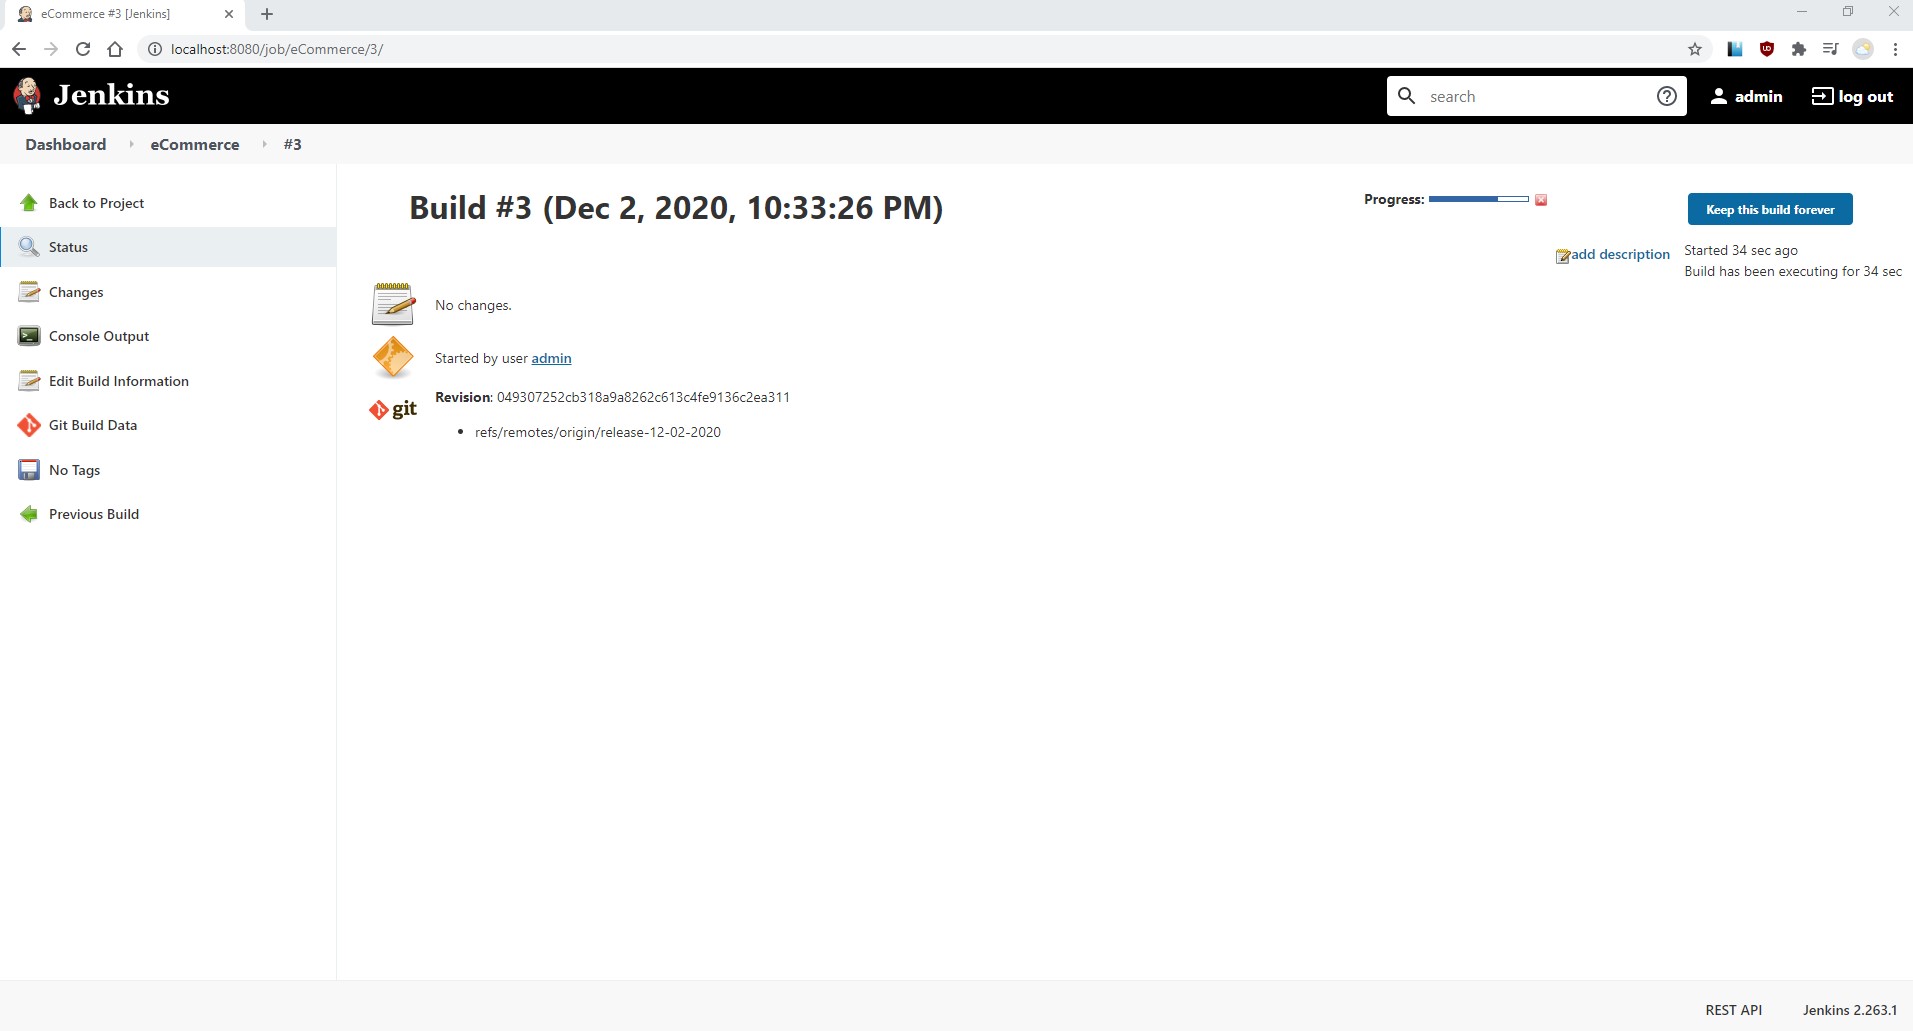 eCommerce #3 [Jenkins]
localhost:8080/job/eCommerce/3/
Jenkins
search
admin
log out
Dashboard
eCommerce
#3
Back to Project
Status
Changes
Console Output
Edit Build Information
Git Build Data
No Tags
Previous Build
Build #3 (Dec 2, 2020, 10:33:26 PM)
Progress:
Keep this build forever
add description
Started 34 sec ago
Build has been executing for 34 sec
No changes.
Started by user admin
git
Revision: 049307252cb318a9a8262c613c4fe9136c2ea311
refs/remotes/origin/release-12-02-2020
REST API
Jenkins 2.263.1